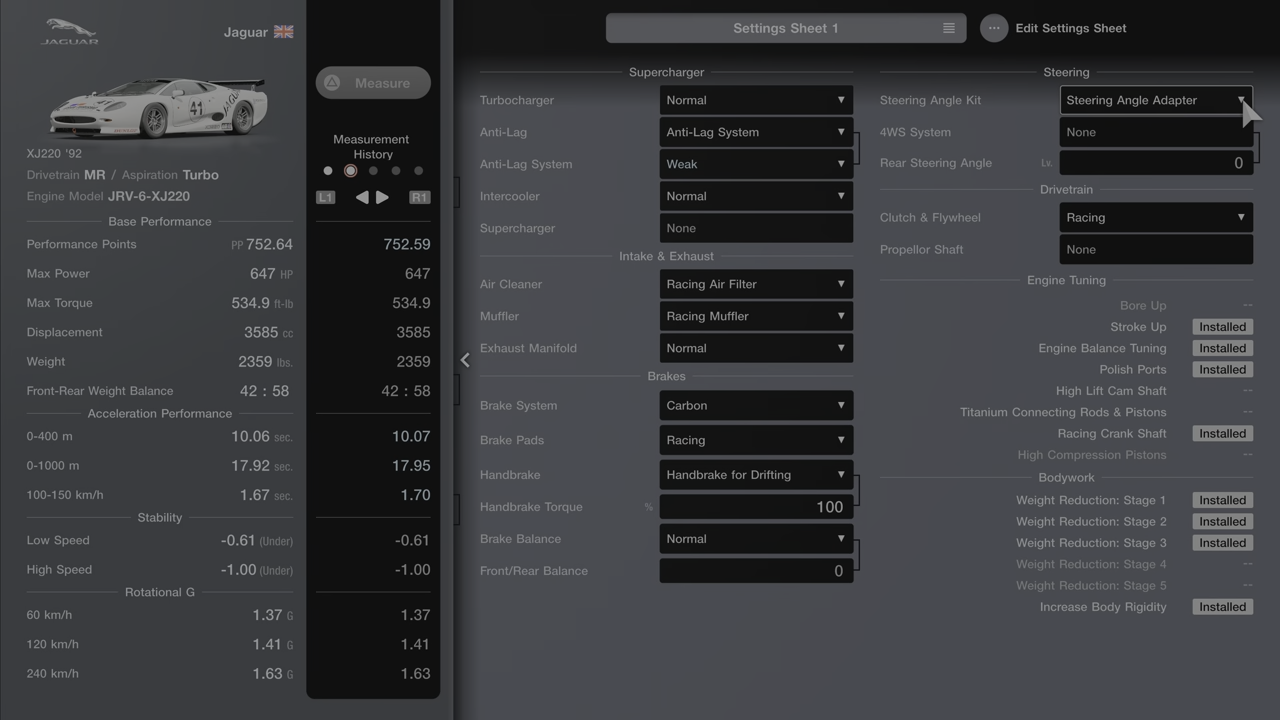 JAGUAR
Jaguar
41
XJ220 '92
Drivetrain MR / Aspiration Turbo
Engine Model JRV-6-XJ220
Measure
Measurement
History
L1 R1
Base Performance
Performance Points PP 752.64 752.59
Max Power 647 HP 647
Max Torque 534.9 ft-lb 534.9
Displacement 3585 cc 3585
Weight 2359 lbs. 2359
Front-Rear Weight Balance 42 : 58 42 : 58
Acceleration Performance
0-400 m 10.06 sec. 10.07
0-1000 m 17.92 sec. 17.95
100-150 km/h 1.67 sec. 1.70
Stability
Low Speed -0.61 (Under) -0.61
High Speed -1.00 (Under) -1.00
Rotational G
60 km/h 1.37 G 1.37
120 km/h 1.41 G 1.41
240 km/h 1.63 G 1.63
Settings Sheet 1
Edit Settings Sheet
Supercharger
Turbocharger Normal
Anti-Lag Anti-Lag System
Anti-Lag System Weak
Intercooler Normal
Supercharger None
Intake & Exhaust
Air Cleaner Racing Air Filter
Muffler Racing Muffler
Exhaust Manifold Normal
Brakes
Brake System Carbon
Brake Pads Racing
Handbrake Handbrake for Drifting
Handbrake Torque % 100
Brake Balance Normal
Front/Rear Balance 0
Steering
Steering Angle Kit Steering Angle Adapter
4WS System None
Rear Steering Angle Lv. 0
Drivetrain
Clutch & Flywheel Racing
Propellor Shaft None
Engine Tuning
Bore Up --
Stroke Up Installed
Engine Balance Tuning Installed
Polish Ports Installed
High Lift Cam Shaft --
Titanium Connecting Rods & Pistons --
Racing Crank Shaft Installed
High Compression Pistons --
Bodywork
Weight Reduction: Stage 1 Installed
Weight Reduction: Stage 2 Installed
Weight Reduction: Stage 3 Installed
Weight Reduction: Stage 4 --
Weight Reduction: Stage 5 --
Increase Body Rigidity Installed